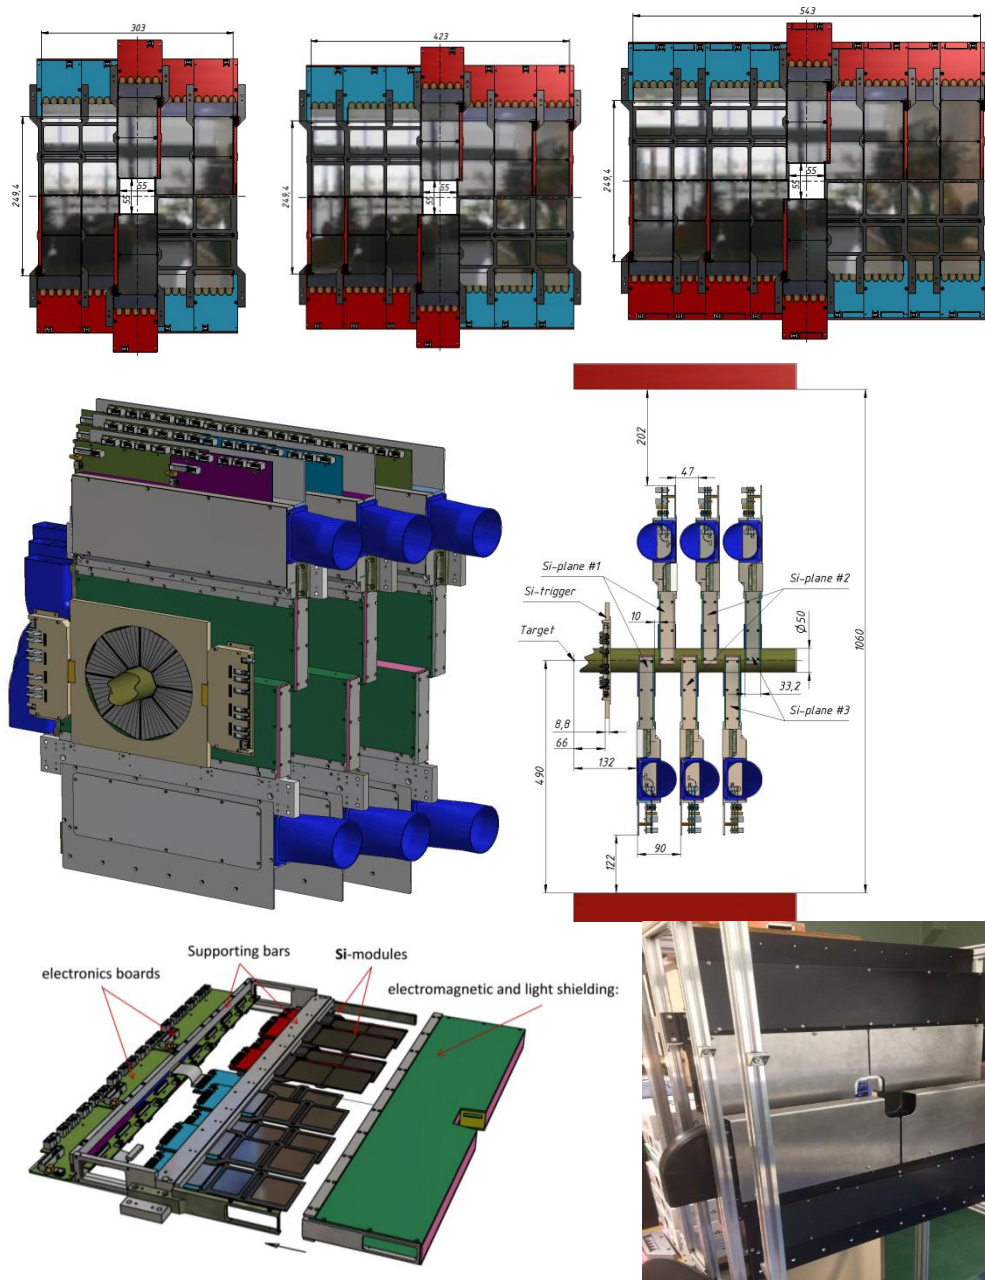 303
249,4
55
55
423
249,4
55
55
543
249,4
55
55
202
47
Si-plane #1
Si-plane #2
Si-trigger
10
Ø50
Target
1060
33,2
Si-plane #3
8,8
66
132
490
90
122
Supporting bars
Si-modules
electronics boards
electromagnetic and light shielding: